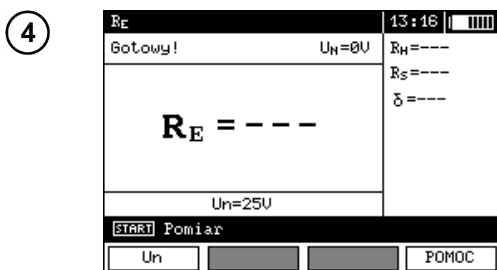 4
RE 13:16
Gotowy! UN=0V
RH=---
RS=---
δ=---
RE = ---
Un=25V
START Pomiar
Un POMOC